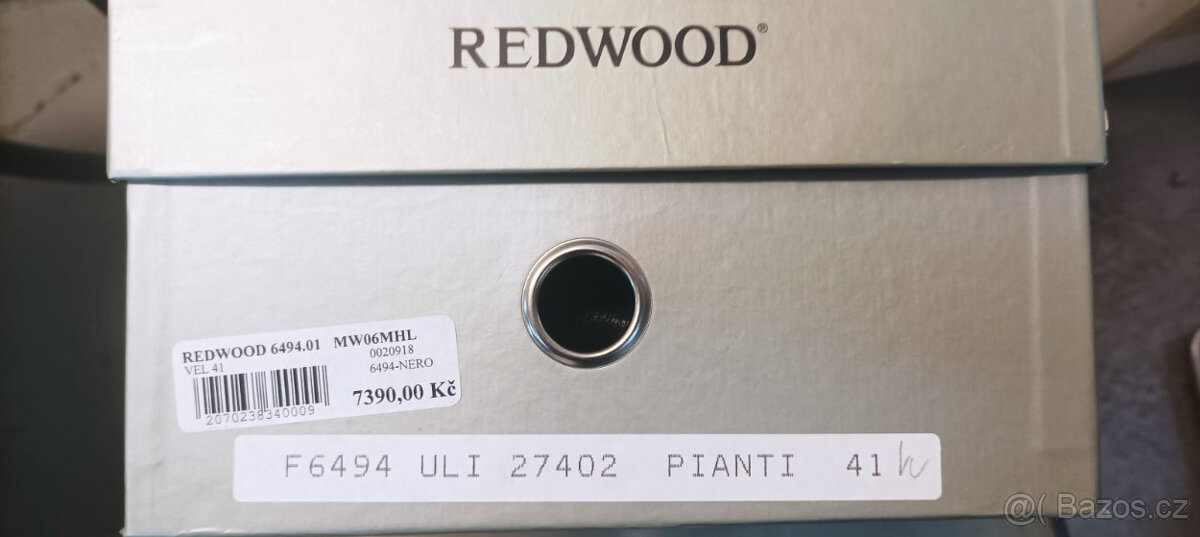 REDWOOD®
REDWOOD 6494.01 MW06MHL
VEL 41 0020918
6494-NERO
7390,00 Kč
2070238340009
F6494 ULI 27402 PIANTI 41
@( Bazos.cz